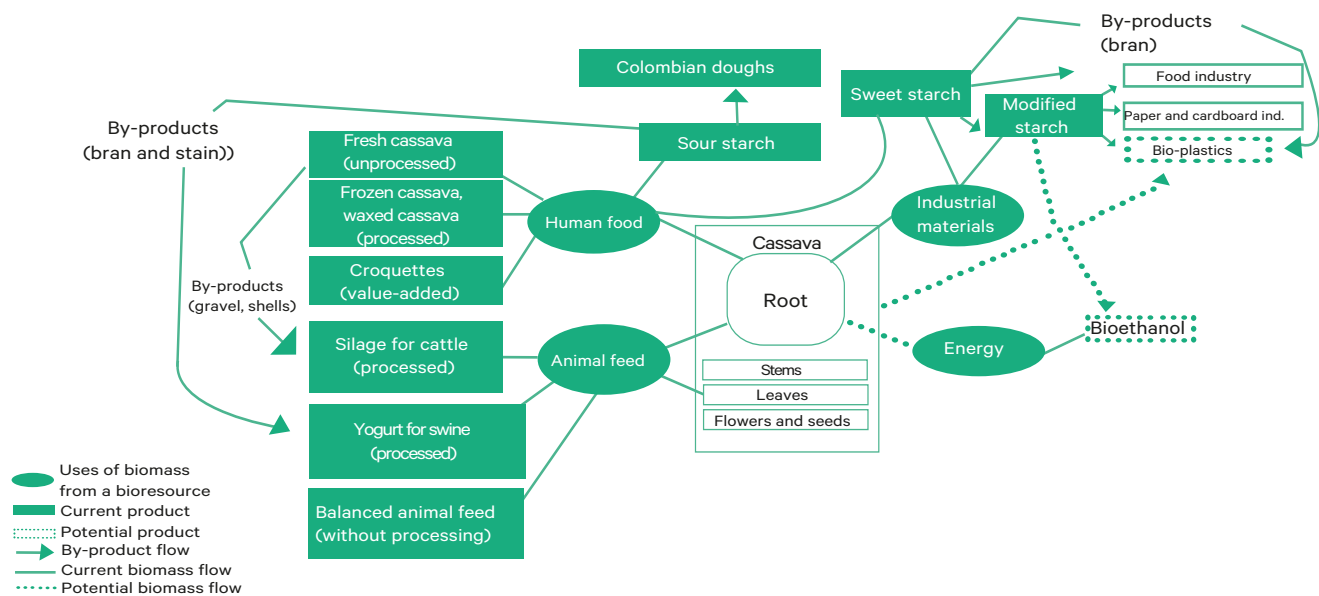 By-products
(bran)
Colombian doughs
Sweet starch
Food industry
Modified
starch
Paper and cardboard ind.
Bio-plastics
By-products
(bran and stain))
Fresh cassava
(unprocessed)
Sour starch
Frozen cassava,
waxed cassava
(processed)
Human food
Industrial
materials
Cassava
Root
Croquettes
(value-added)
By-products
(gravel, shells)
Silage for cattle
(processed)
Animal feed
Energy
Bioethanol
Stems
Leaves
Flowers and seeds
Yogurt for swine
(processed)
Balanced animal feed
(without processing)
Uses of biomass
from a bioresource
Current product
Potential product
By-product flow
Current biomass flow
Potential biomass flow